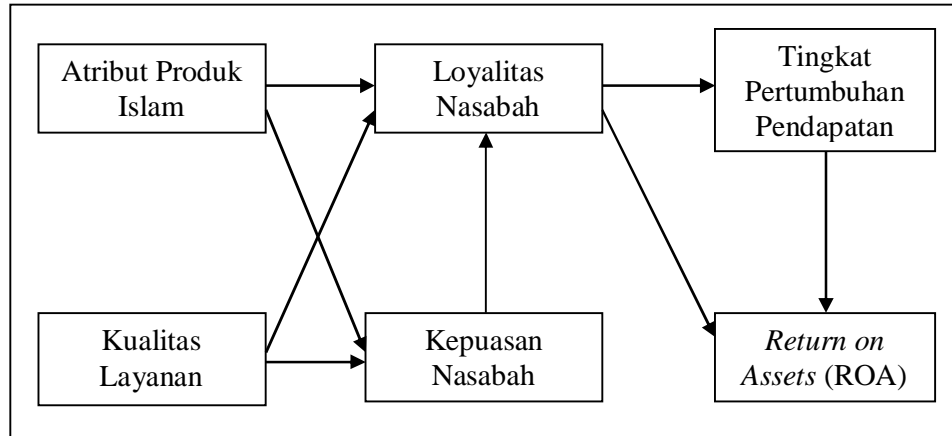 Atribut Produk
Islam
Loyalitas
Nasabah
Tingkat
Pertumbuhan
Pendapatan
Kualitas
Layanan
Kepuasan
Nasabah
Return on
Assets (ROA)